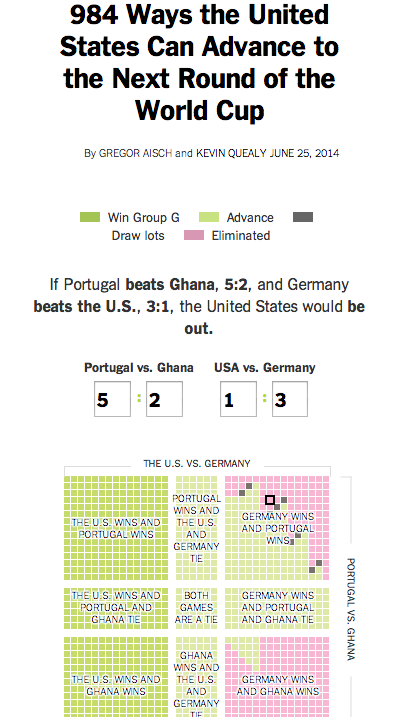 984 Ways the United
States Can Advance to
the Next Round of the
World Cup
By GREGOR AISCH and KEVIN QUEALY JUNE 25, 2014
Win Group G Advance
Draw lots Eliminated
If Portugal beats Ghana, 5:2, and Germany
beats the U.S., 3:1, the United States would be
out.
Portugal vs. Ghana USA vs. Germany
5 : 2 1 : 3
THE U.S. VS. GERMANY
THE U.S. WINS AND
PORTUGAL WINS
PORTUGAL
WINS AND
THE U.S.
AND
GERMANY
TIE
GERMANY WINS
AND PORTUGAL
WINS
PORTUGAL VS. GHANA
THE U.S. WINS AND
PORTUGAL AND
GHANA TIE
BOTH
GAMES
ARE A TIE
GERMANY WINS
AND PORTUGAL
AND GHANA TIE
THE U.S. WINS AND
GHANA WINS
GHANA
WINS AND
THE U.S.
AND
GERMANY
TIE
GERMANY WINS
AND GHANA WINS